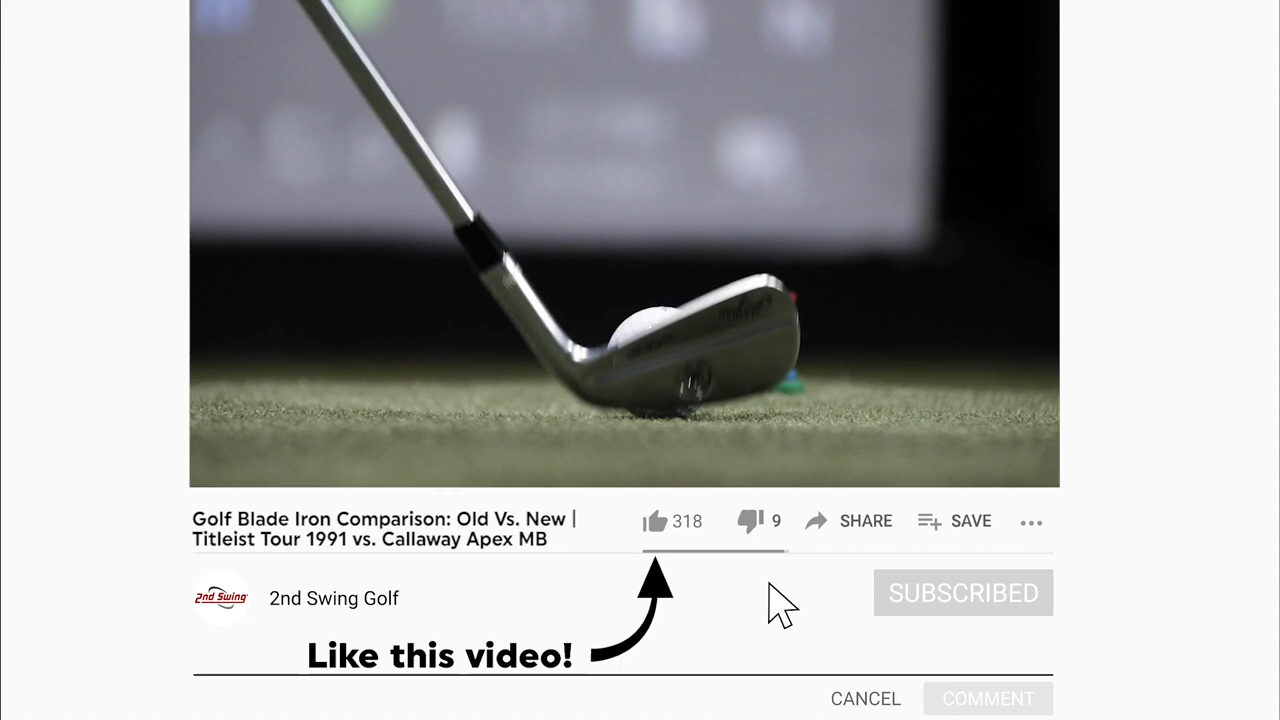 Golf Blade Iron Comparison: Old Vs. New |
Titleist Tour 1991 vs. Callaway Apex MB
318
9
SHARE
SAVE
2nd Swing
2nd Swing Golf
SUBSCRIBED
Like this video!
CANCEL
COMMENT